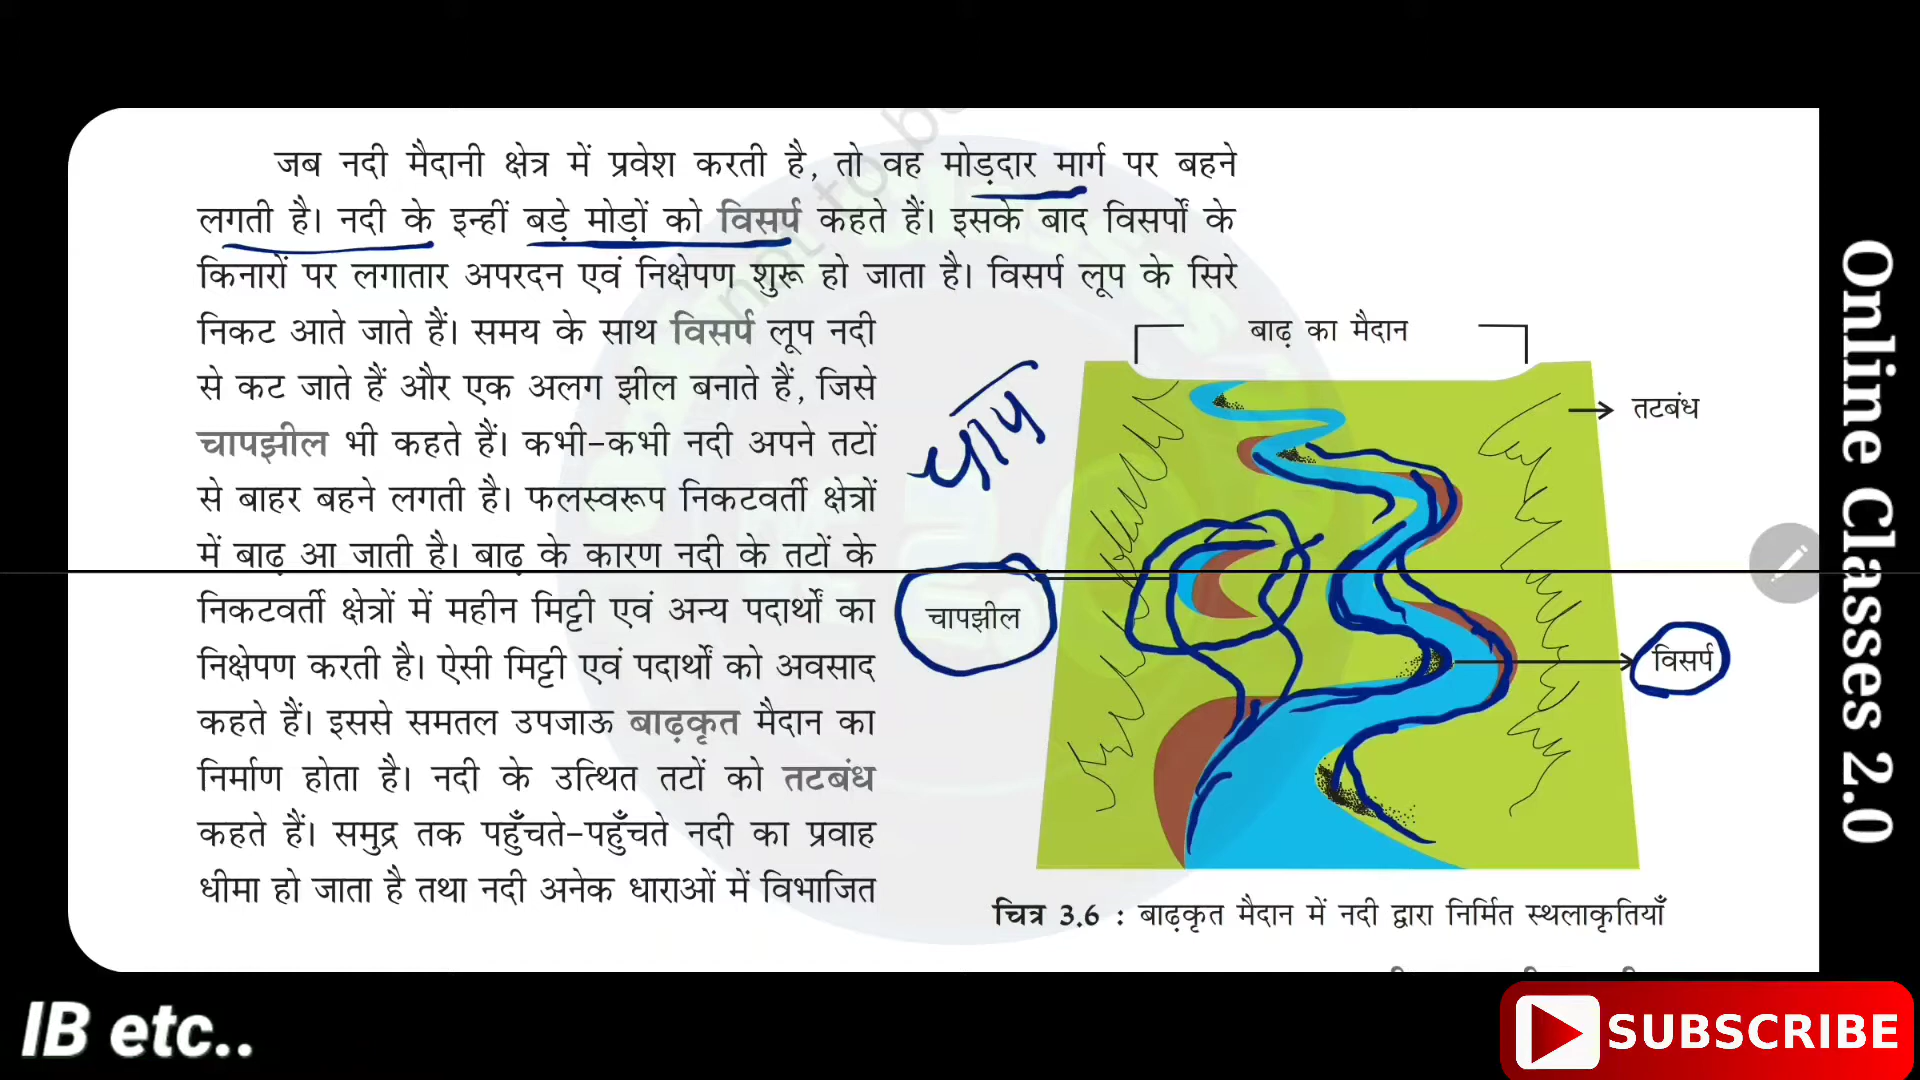 जब नदी मैदानी क्षेत्र में प्रवेश करती है, तो वह मोड़दार मार्ग पर बहने
लगती है। नदी के इन्हीं बड़े मोड़ों को विसर्प कहते हैं। इसके बाद विसर्पों के
किनारों पर लगातार अपरदन एवं निक्षेपण शुरू हो जाता है। विसर्प लूप के सिरे
निकट आते जाते हैं। समय के साथ विसर्प लूप नदी
से कट जाते हैं और एक अलग झील बनाते हैं, जिसे
चापझील भी कहते हैं। कभी-कभी नदी अपने तटों
से बाहर बहने लगती है। फलस्वरूप निकटवर्ती क्षेत्रों
में बाढ़ आ जाती है। बाढ़ के कारण नदी के तटों के
निकटवर्ती क्षेत्रों में महीन मिट्टी एवं अन्य पदार्थों का
निक्षेपण करती है। ऐसी मिट्टी एवं पदार्थों को अवसाद
कहते हैं। इससे समतल उपजाऊ बाढ़कृत मैदान का
निर्माण होता है। नदी के उत्थित तटों को तटबंध
कहते हैं। समुद्र तक पहुँचते-पहुँचते नदी का प्रवाह
धीमा हो जाता है तथा नदी अनेक धाराओं में विभाजित
बाढ़ का मैदान
तटबंध
चाप
चापझील
विसर्प
चित्र 3.6 : बाढ़कृत मैदान में नदी द्वारा निर्मित स्थलाकृतियाँ
Online Classes 2.0
IB etc..
SUBSCRIBE